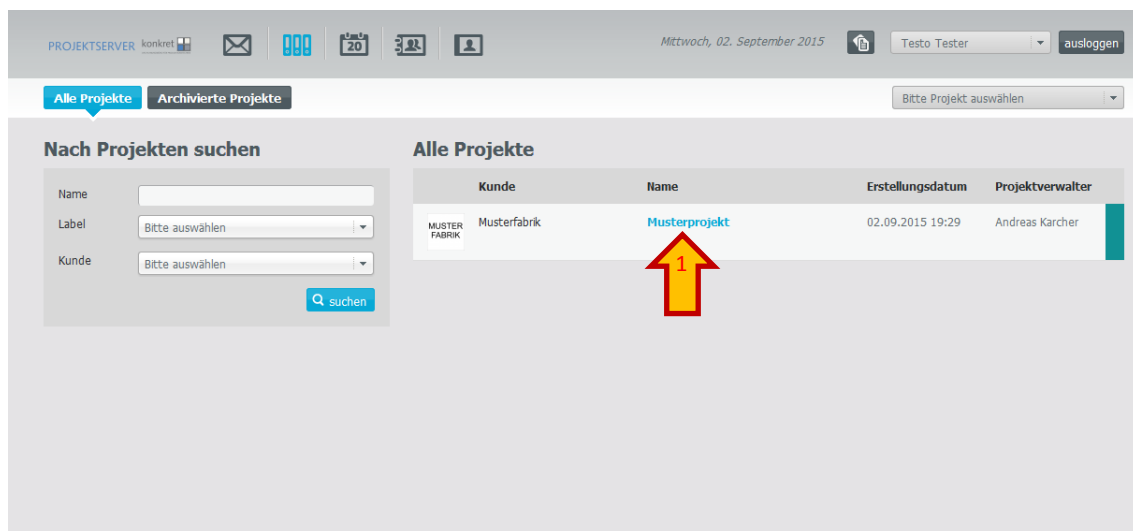 PROJEKTSERVER konkret 20 Mittwoch, 02. September 2015 Testo Tester ausloggen
Alle Projekte Archivierte Projekte Bitte Projekt auswählen
Nach Projekten suchen
Name
Label Bitte auswählen
Kunde Bitte auswählen
suchen
Alle Projekte
Kunde Name Erstellungsdatum Projektverwalter
MUSTER
FABRIK
Musterfabrik Musterprojekt 02.09.2015 19:29 Andreas Karcher
1